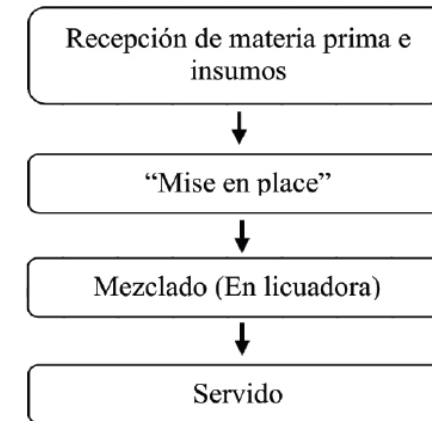 Recepción de materia prima e
insumos
“Mise en place”
Mezclado (En licuadora)
Servido